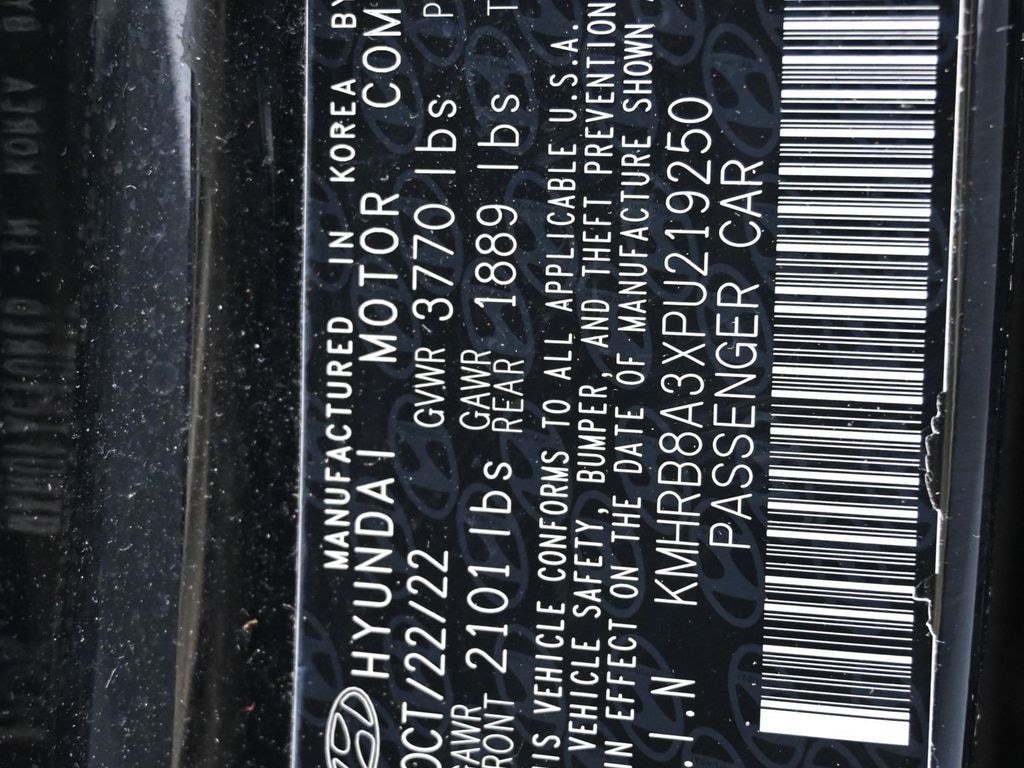 MANUFACTURED IN KOREA BY
HYUNDAI MOTOR COM
OCT/22/22 GVWR 3770 lbs
GAWR FRONT 2101 lbs GAWR REAR 1889 lbs
THIS VEHICLE CONFORMS TO ALL APPLICABLE U.S.A.
VEHICLE SAFETY, BUMPER, AND THEFT PREVENTION
IN EFFECT ON THE DATE OF MANUFACTURE SHOWN
.I.N KMHRB8A3XPU219250
PASSENGER CAR